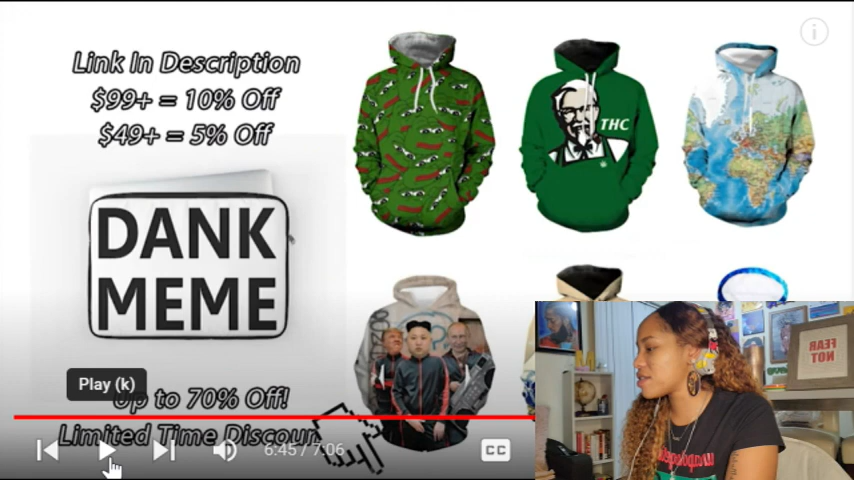 Link In Description
$99+ = 10% Off
$49+ = 5% Off
THC
DANK
MEME
Play (k)
Up to 70% Off!
Limited Time Discoun
6:45 / 7:06
CC
FEAR
NOT